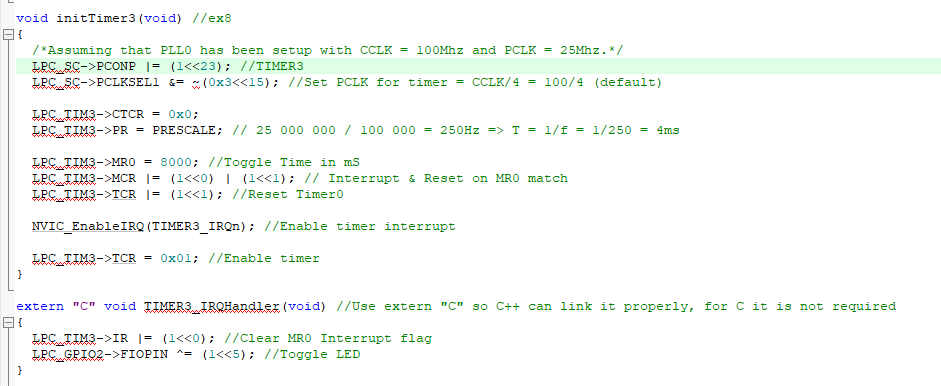 void initTimer3(void) //ex8
{
/*Assuming that PLL0 has been setup with CCLK = 100Mhz and PCLK = 25Mhz.*/
LPC_SC->PCONP |= (1<<23); //TIMER3
LPC_SC->PCLKSEL1 &= ~(0x3<<15); //Set PCLK for timer = CCLK/4 = 100/4 (default)
LPC_TIM3->CTCR = 0x0;
LPC_TIM3->PR = PRESCALE; // 25 000 000 / 100 000 = 250Hz => T = 1/f = 1/250 = 4ms
LPC_TIM3->MR0 = 8000; //Toggle Time in mS
LPC_TIM3->MCR |= (1<<0) | (1<<1); // Interrupt & Reset on MR0 match
LPC_TIM3->TCR |= (1<<1); //Reset Timer0
NVIC_EnableIRQ(TIMER3_IRQn); //Enable timer interrupt
LPC_TIM3->TCR = 0x01; //Enable timer
}
extern "C" void TIMER3_IRQHandler(void) //Use extern "C" so C++ can link it properly, for C it is not required
{
LPC_TIM3->IR |= (1<<0); //Clear MR0 Interrupt flag
LPC_GPIO2->FIOPIN ^= (1<<5); //Toggle LED
}